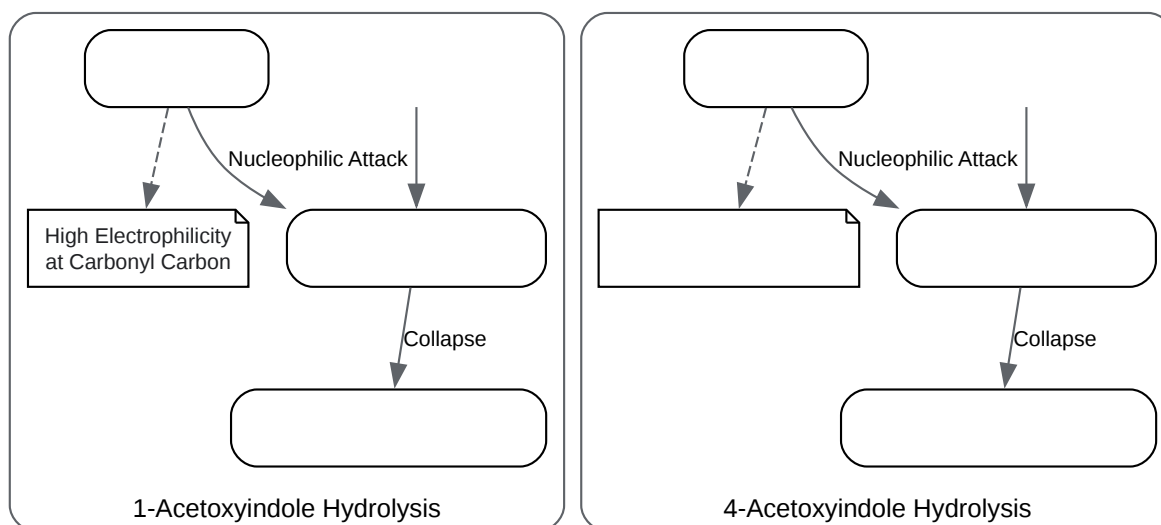 Nucleophilic Attack
High Electrophilicity
at Carbonyl Carbon
Collapse
1-Acetoxyindole Hydrolysis
Nucleophilic Attack
Collapse
4-Acetoxyindole Hydrolysis